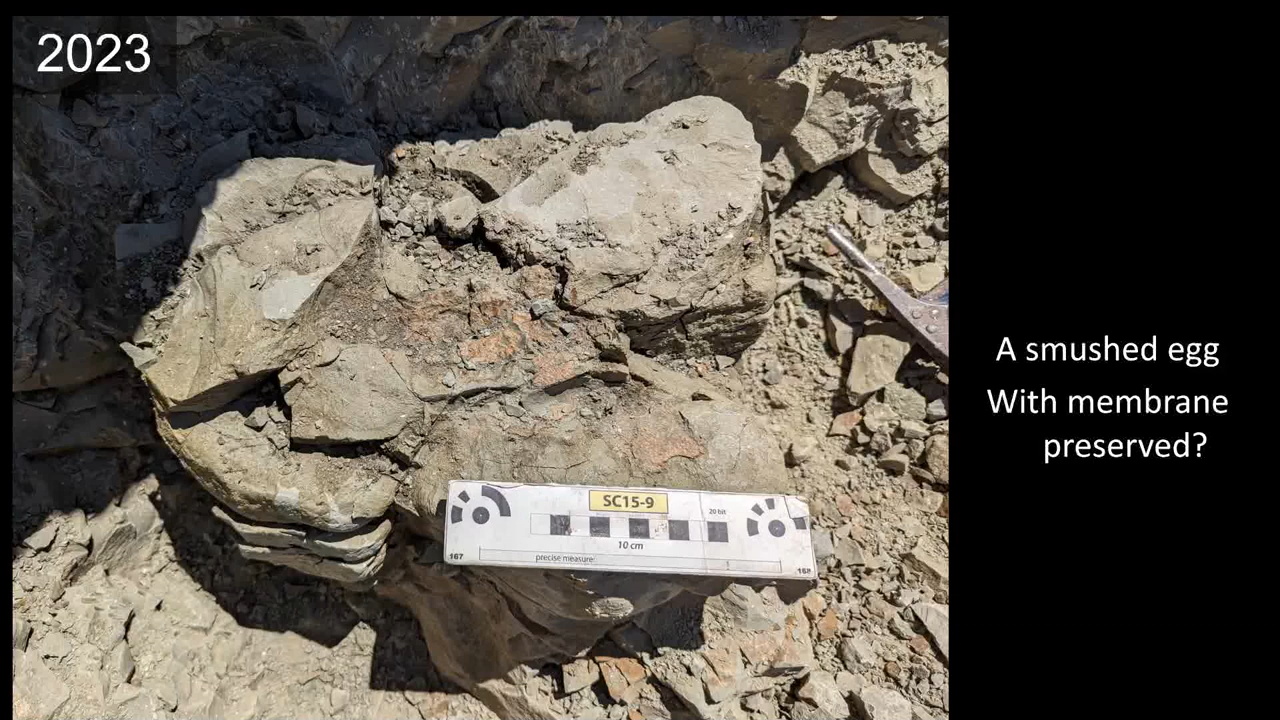 2023
A smushed egg
With membrane
preserved?
SC15-9
20 bit
10 cm
precise measure:
167
168